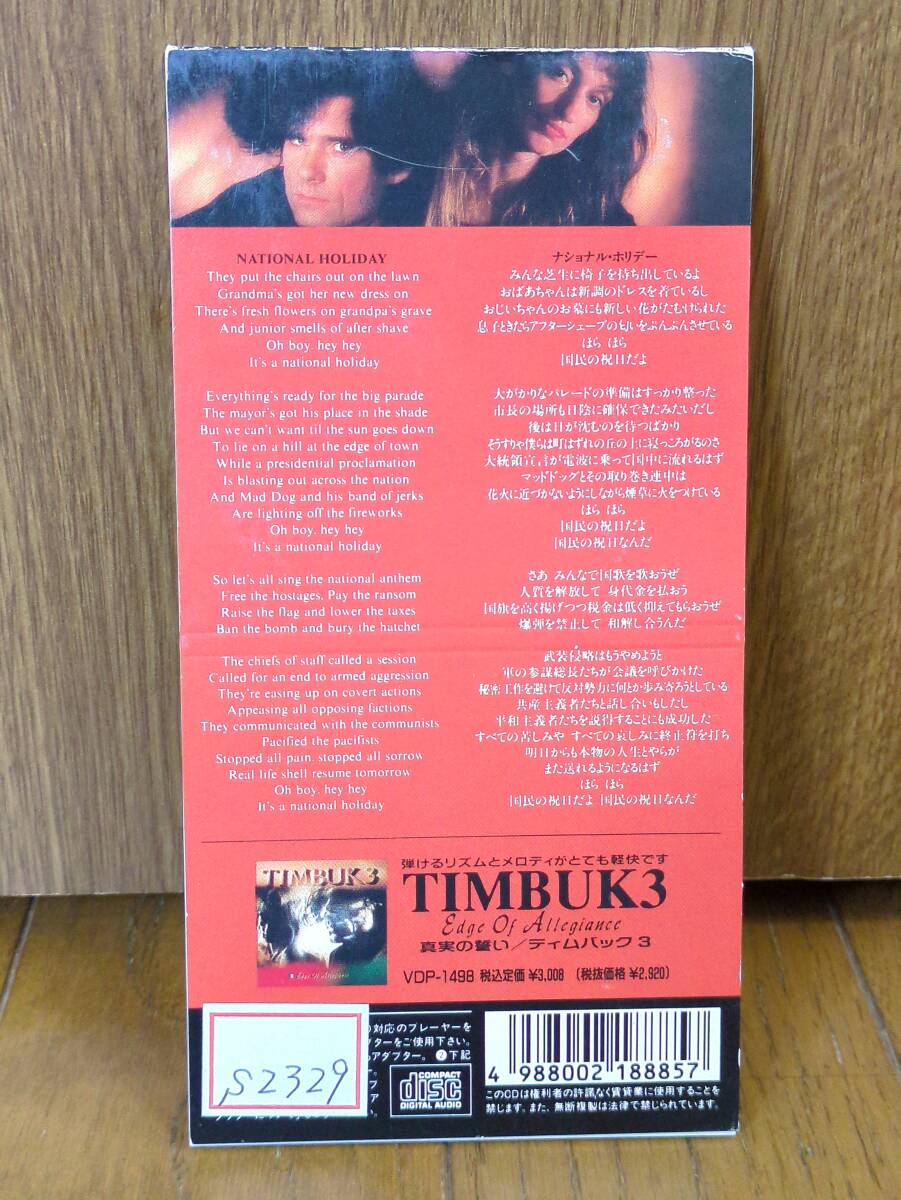 NATIONAL HOLIDAY
They put the chairs out on the lawn
Grandma's got her new dress on
There's fresh flowers on grandpa's grave
And junior smells of after shave
Oh boy, hey hey
It's a national holiday
Everything's ready for the big parade
The mayor's got his place in the shade
But we can't want til the sun goes down
To lie on a hill at the edge of town
While a presidential proclamation
Is blasting out across the nation
And Mad Dog and his band of jerks
Are lighting off the fireworks
Oh boy, hey hey
It's a national holiday
So let's all sing the national anthem
Free the hostages, Pay the ransom
Raise the flag and lower the taxes
Ban the bomb and bury the hatchet
The chiefs of staff called a session
Called for an end to armed aggression
They're easing up on covert actions
Appeasing all opposing factions
They communicated with the communists
Pacified the pacifists
Stopped all pain, stopped all sorrow
Real life shell resume tomorrow
Oh boy, hey hey
It's a national holiday
ナショナル・ホリデー
みんな芝生に椅子を持ち出しているよ
おばあちゃんは新調のドレスを着ているし
おじいちゃんのお墓にも新しい花がたむけられた
息子ときたらアフターシェーブの匂いをぷんぷんさせている
ほら ほら
国民の祝日だよ
大がかりなパレードの準備はすっかり整った
市長の場所も日陰に確保できたみたいだし
後は日が沈むのを待つばかり
そうすりゃ僕らは町はずれの丘の上に寝っころがるのさ
大統領宣言が電波に乗って国中に流れるはず
マッドドッグとその取り巻き連中は
花火に近づかないようにしながら煙草に火をつけている
ほら ほら
国民の祝日だよ
国民の祝日なんだ
さあ みんなで国歌を歌おうぜ
人質を解放して 身代金を払おう
国旗を高く揚げつつ税金は低く抑えてもらおうぜ
爆弾を禁止して 和解し合うんだ
武装侵略はもうやめようと
軍の参謀総長たちが会議を呼びかけた
秘密工作を避けて反対勢力に何とか歩み寄ろうとしている
共産主義者たちと話し合いもしたし
平和主義者たちを説得することにも成功した
すべての苦しみや すべての哀しみに終止符を打ち
明日からも本物の人生とやらが
また送れるようになるはず
ほら ほら
国民の祝日だよ 国民の祝日なんだ
弾けるリズムとメロディがとても軽快です
TIMBUK3
TIMBUK3
Edge Of Allegiance
Edge Of Allegiance
真実の誓い/ティムバック3
VDP-1498 税込定価¥3,008 (税抜価格¥2,920)
S2329
対応のプレーヤーを
ターをご使用下さい。
アダプター。 ❷下記
COMPACT
disc
DIGITAL AUDIO
4 988002 188857
このCDは権利者の許諾なく賃貸業に使用することを
禁じます。また、無断複製は法律で禁じられています。